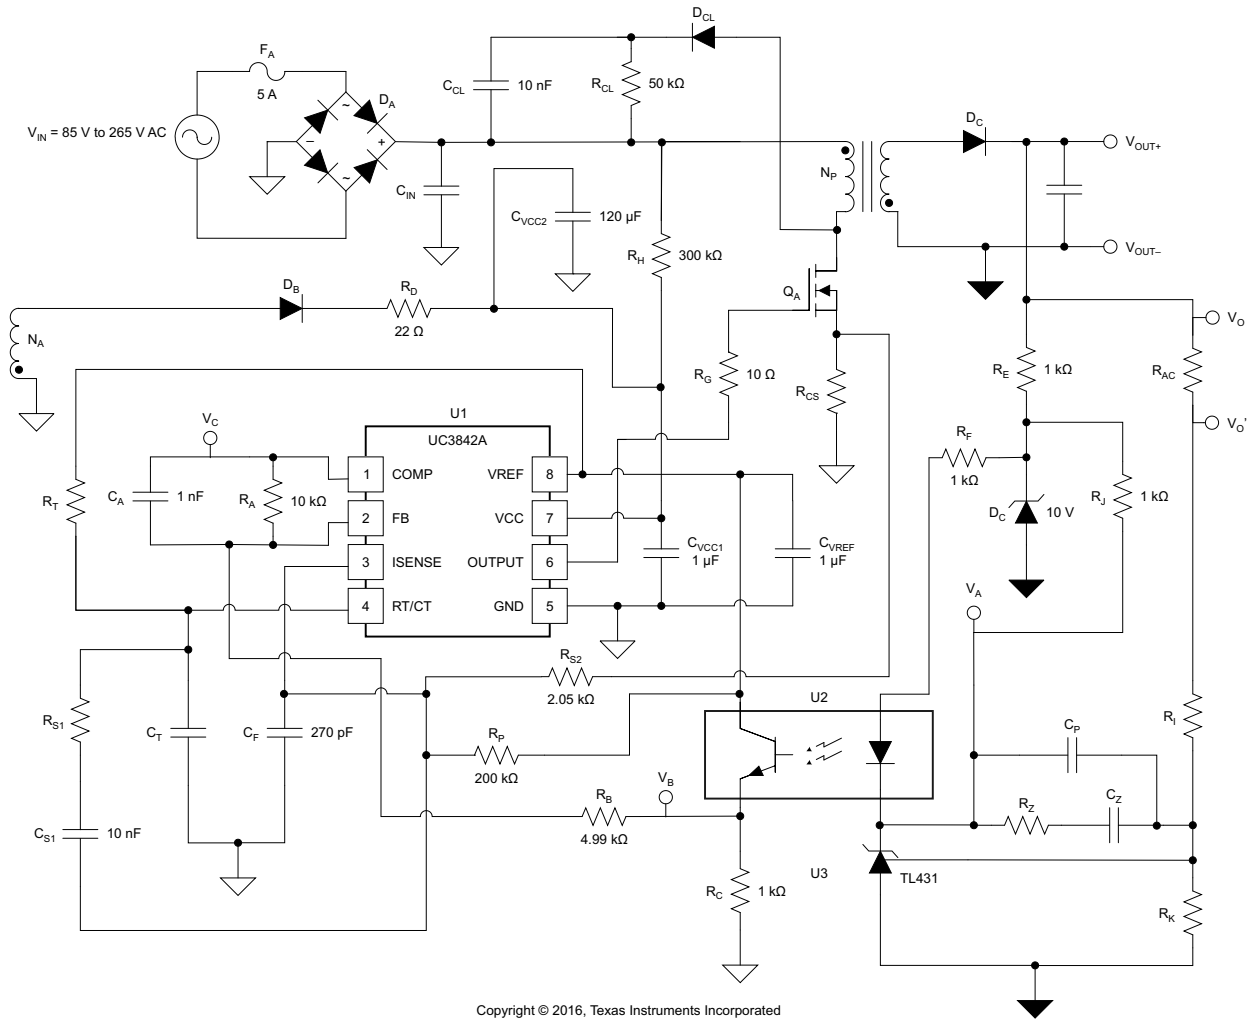 D_CL
F_A
5 A
V_IN = 85 V to 265 V AC
D_A
~
−
+
~
C_CL
10 nF
R_CL
50 kΩ
D_C
V_OUT+
N_P
C_IN
C_VCC2
120 µF
R_H
300 kΩ
V_OUT–
Q_A
D_B
R_D
22 Ω
N_A
V_O
R_G
10 Ω
R_CS
R_E
1 kΩ
R_AC
V_O'
U1
UC3842A
V_C
R_F
1 kΩ
1
COMP
VREF
8
R_T
C_A
1 nF
R_A
10 kΩ
R_J
1 kΩ
2
FB
VCC
7
D_C
10 V
3
ISENSE
OUTPUT
6
C_VCC1
1 µF
C_VREF
1 µF
4
RT/CT
GND
5
V_A
R_S2
2.05 kΩ
U2
R_S1
C_T
C_F
270 pF
R_P
200 kΩ
R_I
C_P
V_B
R_B
4.99 kΩ
R_Z
C_Z
C_S1
10 nF
U3
TL431
R_C
1 kΩ
R_K
Copyright © 2016, Texas Instruments Incorporated